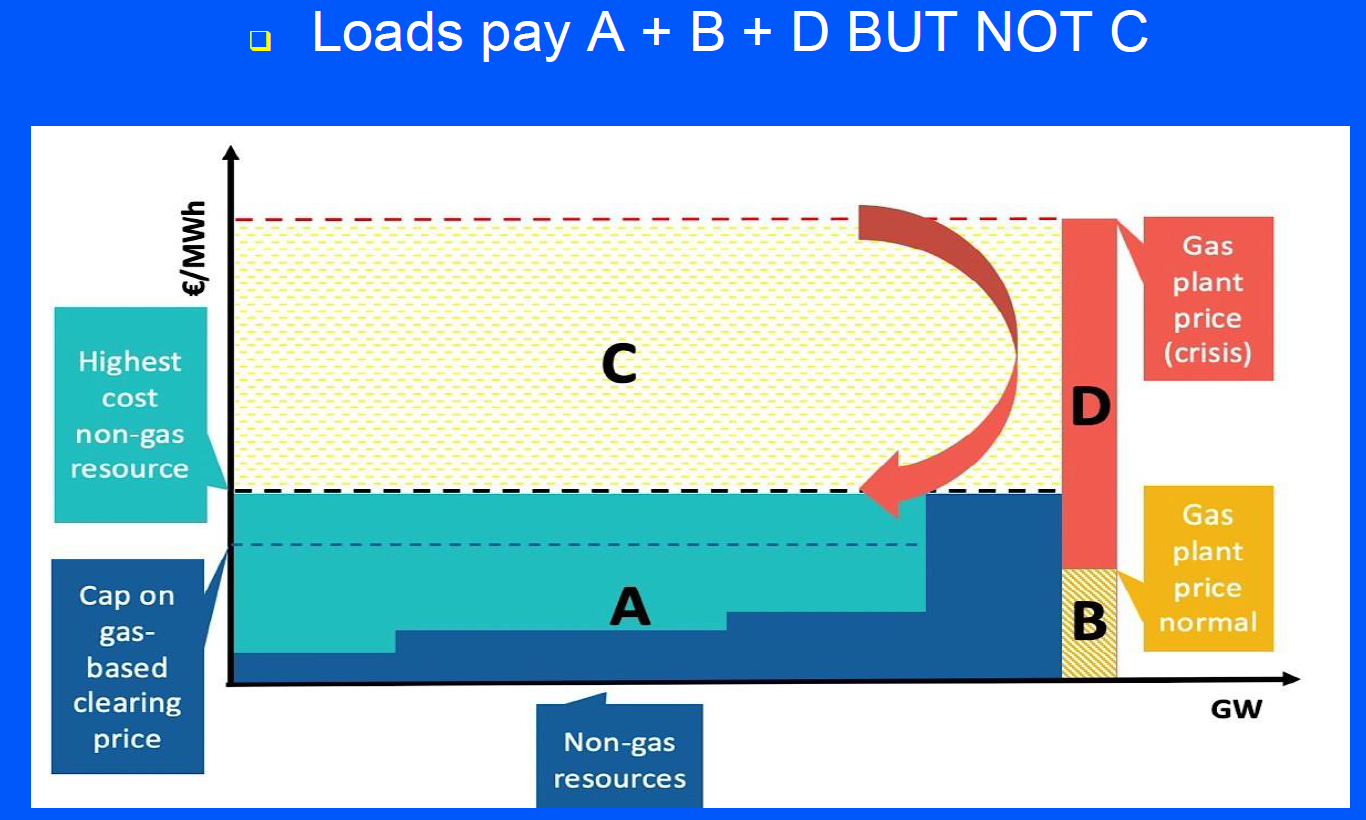 Loads pay A + B + D BUT NOT C
€/MWh
Highest
cost
non-gas
resource
Cap on
gas-
based
clearing
price
C
A
D
B
Gas
plant
price
(crisis)
Gas
plant
price
normal
GW
Non-gas
resources